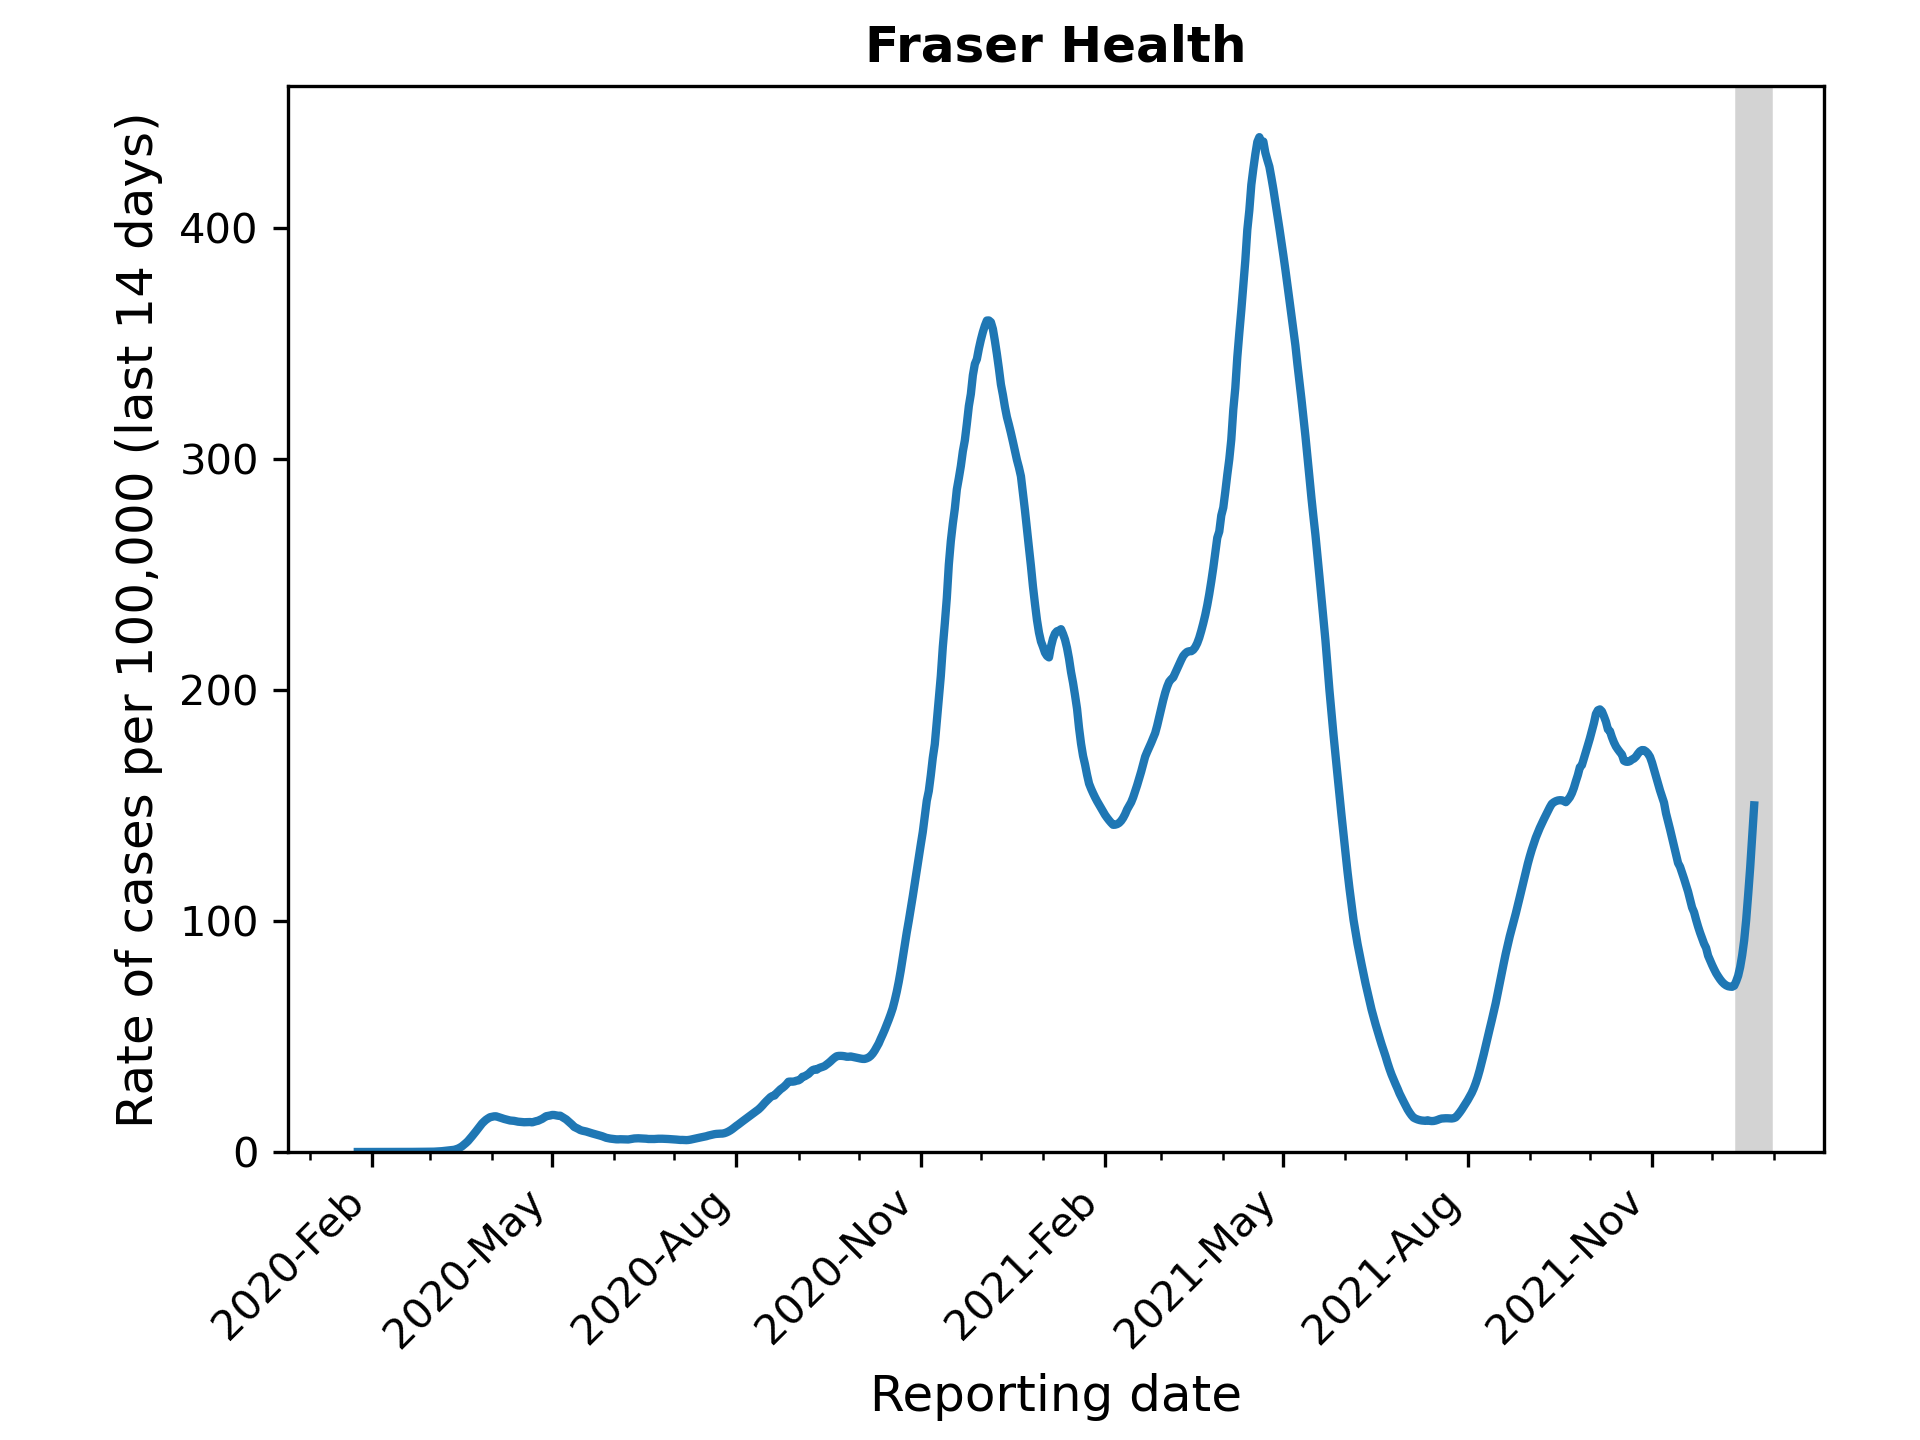 Fraser Health
Rate of cases per 100,000 (last 14 days)
400
300
200
100
0
2020-Feb
2020-May
2020-Aug
2020-Nov
2021-Feb
2021-May
2021-Aug
2021-Nov
Reporting date